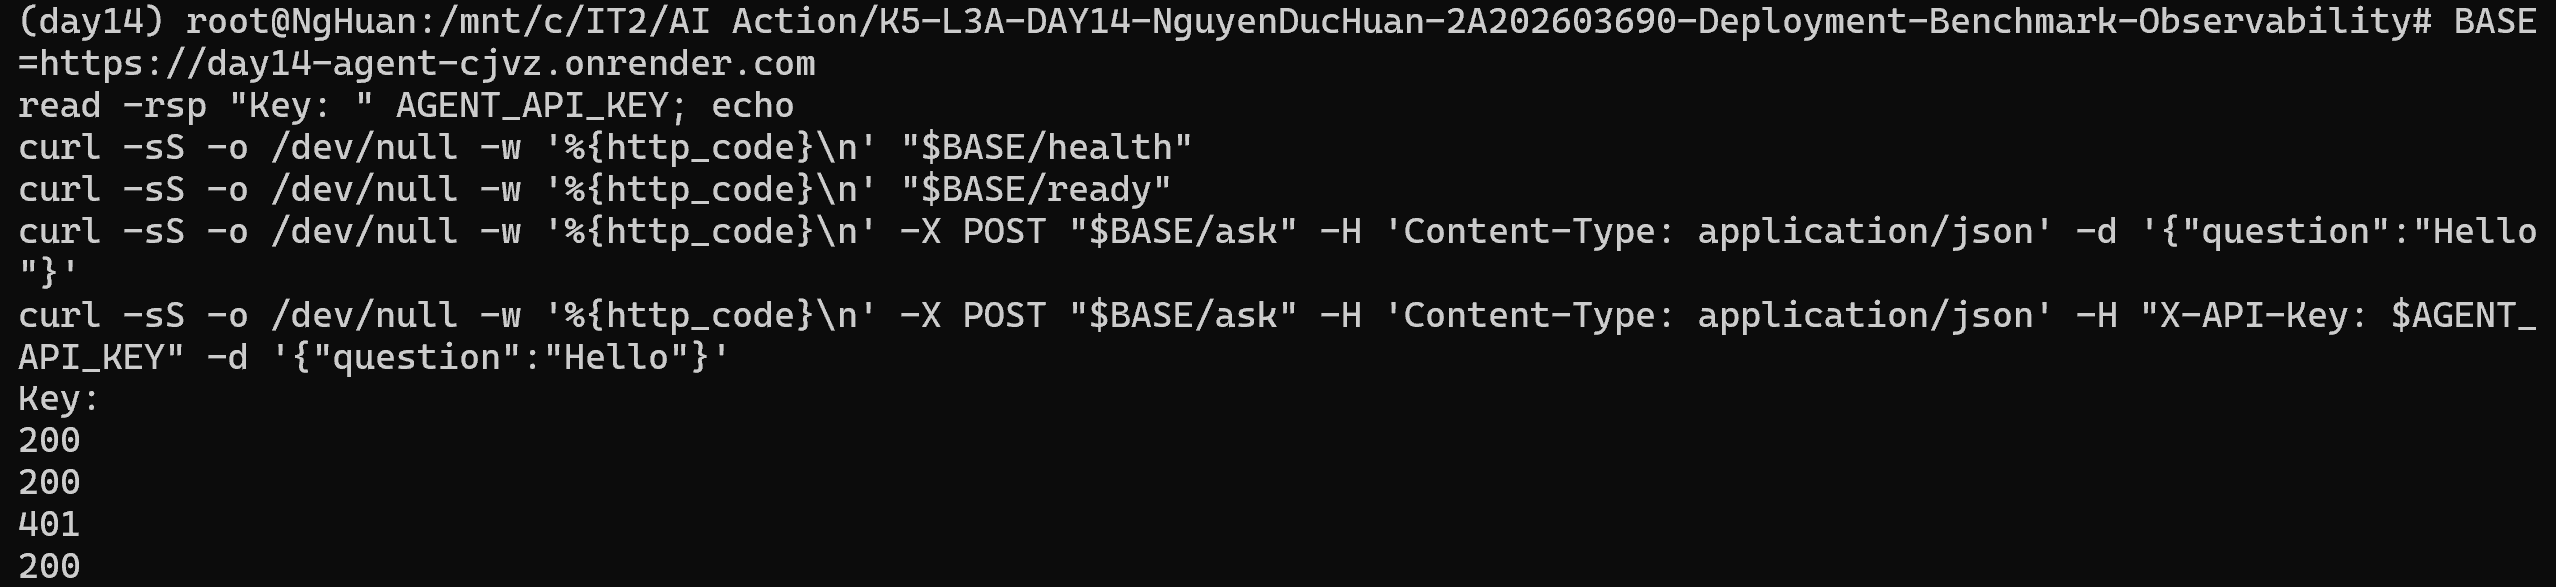 (day14) root@NgHuan:/mnt/c/IT2/AI Action/K5-L3A-DAY14-NguyenDucHuan-2A202603690-Deployment-Benchmark-Observability# BASE
=https://day14-agent-cjvz.onrender.com
read -rsp "Key: " AGENT_API_KEY; echo
curl -sS -o /dev/null -w '%{http_code}\n' "$BASE/health"
curl -sS -o /dev/null -w '%{http_code}\n' "$BASE/ready"
curl -sS -o /dev/null -w '%{http_code}\n' -X POST "$BASE/ask" -H 'Content-Type: application/json' -d '{"question":"Hello
"}'
curl -sS -o /dev/null -w '%{http_code}\n' -X POST "$BASE/ask" -H 'Content-Type: application/json' -H "X-API-Key: $AGENT_
API_KEY" -d '{"question":"Hello"}'
Key:
200
200
401
200